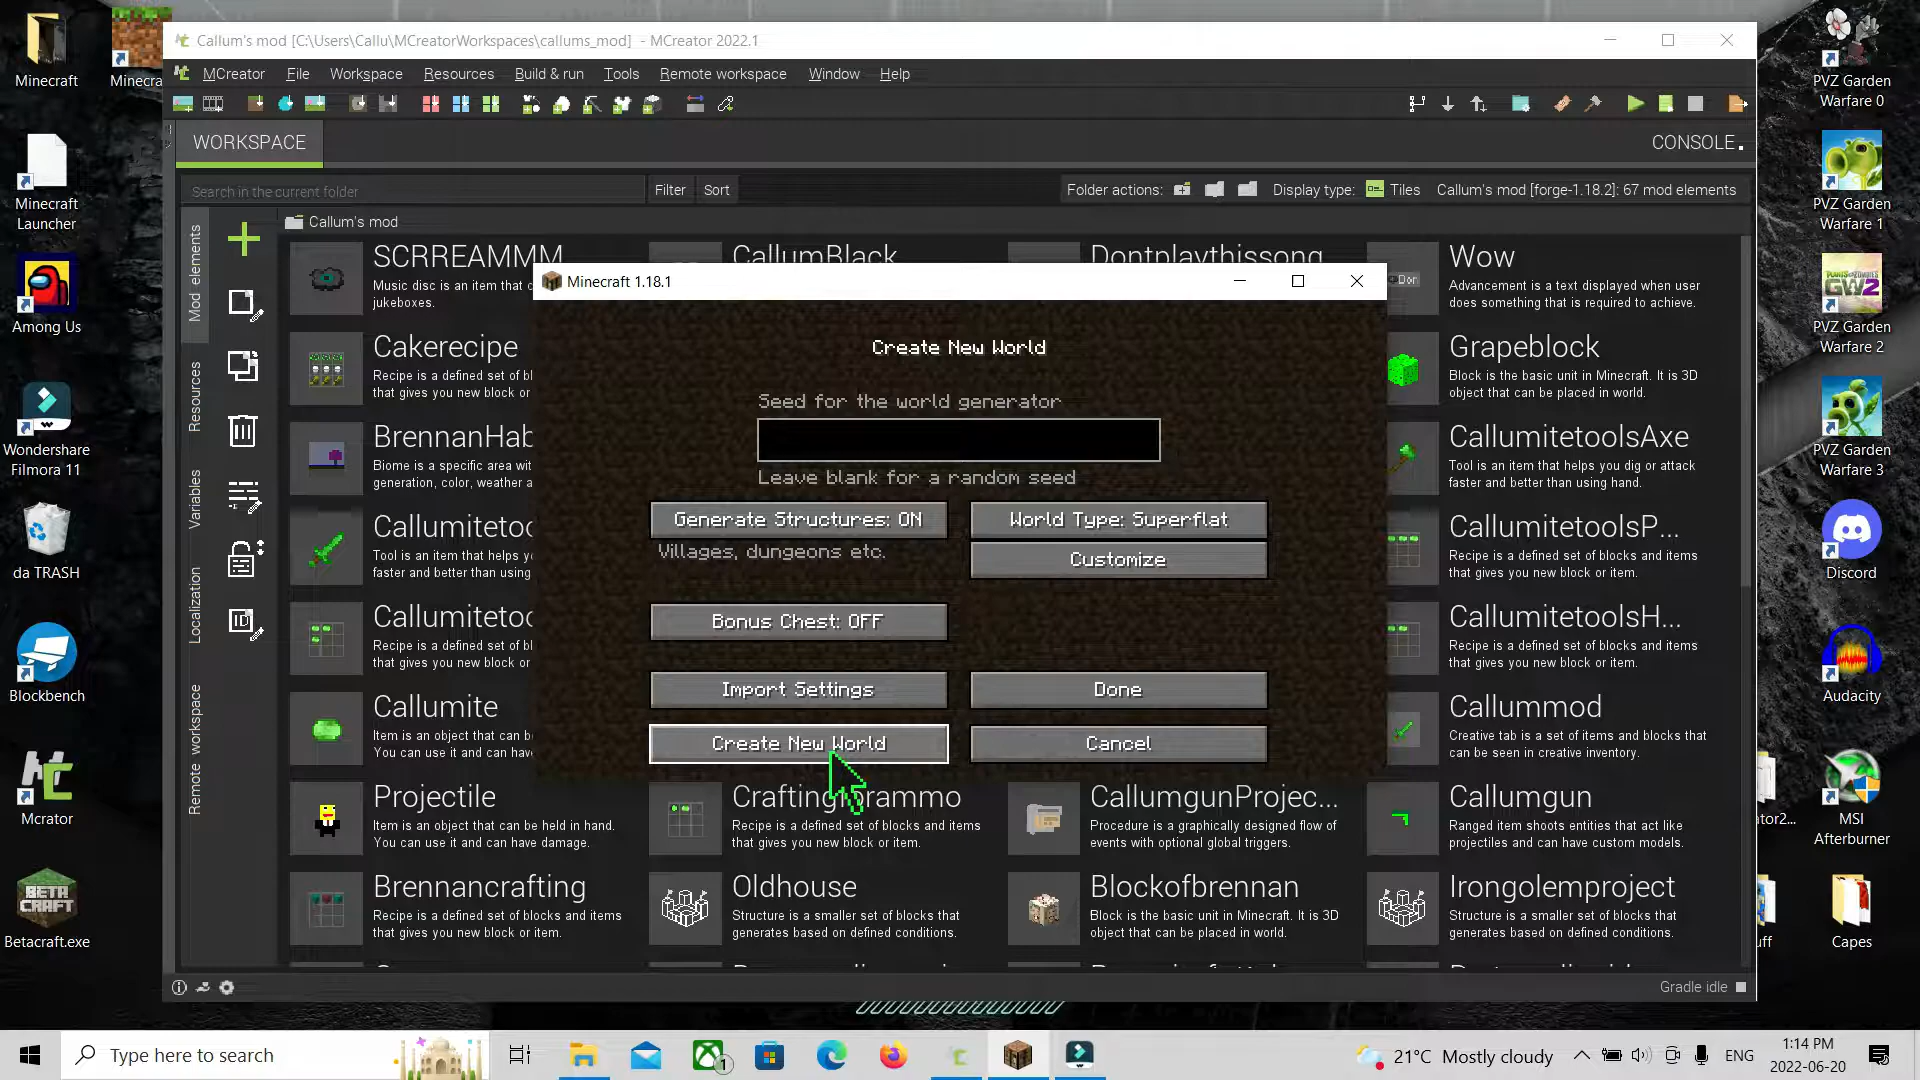 Minecraft
Minecra
Minecraft
Launcher
Among Us
Wondershare
Filmora 11
da TRASH
Blockbench
Mcrator
BETA
CRAFT
Betacraft.exe
Callum's mod [C:\Users\Callu\MCreatorWorkspaces\callums_mod] - MCreator 2022.1
MCreator File Workspace Resources Build & run Tools Remote workspace Window Help
WORKSPACE
CONSOLE
Search in the current folder
Filter
Sort
Folder actions:
Display type: Tiles
Callum's mod [forge-1.18.2]: 67 mod elements
Mod elements
Resources
Variables
Localization
Remote workspace
Callum's mod
SCRREAMMM
Music disc is an item that c
jukeboxes.
CallumBlack
Dontplaythissong
Wow
Advancement is a text displayed when user
does something that is required to achieve.
Cakerecipe
Recipe is a defined set of bl
that gives you new block or
Grapeblock
Block is the basic unit in Minecraft. It is 3D
object that can be placed in world.
BrennanHab
Biome is a specific area wit
generation, color, weather a
CallumitetoolsAxe
Tool is an item that helps you dig or attack
faster and better than using hand.
Callumitetoo
Tool is an item that helps y
faster and better than using
CallumitetoolsP...
Recipe is a defined set of blocks and items
that gives you new block or item.
Callumitetoo
Recipe is a defined set of bl
that gives you new block or
CallumitetoolsH...
Recipe is a defined set of blocks and items
that gives you new block or item.
Callumite
Item is an object that can be
You can use it and can have
Callummod
Creative tab is a set of items and blocks that
can be seen in creative inventory.
Projectile
Item is an object that can be held in hand.
You can use it and can have damage.
Recipe is a defined set of blocks and items
that gives you new block or item.
CallumgunProjec...
Procedure is a graphically designed flow of
events with optional global triggers.
Callumgun
Ranged item shoots entities that act like
projectiles and can have custom models.
Brennancrafting
Recipe is a defined set of blocks and items
that gives you new block or item.
Oldhouse
Structure is a smaller set of blocks that
generates based on defined conditions.
Blockofbrennan
Block is the basic unit in Minecraft. It is 3D
object that can be placed in world.
Irongolemproject
Structure is a smaller set of blocks that
generates based on defined conditions.
Gradle idle
Minecraft 1.18.1
Create New World
Seed for the world generator
Leave blank for a random seed
Generate Structures: ON
World Type: Superflat
Villages, dungeons etc.
Customize
Bonus Chest: OFF
Import Settings
Done
Create New World
Cancel
PVZ Garden
Warfare 0
PVZ Garden
Warfare 1
GW2
PVZ Garden
Warfare 2
PVZ Garden
Warfare 3
Discord
Audacity
ator2...
MSI
Afterburner
uff
Capes
Type here to search
1
21°C Mostly cloudy
ENG
1:14 PM
2022-06-20